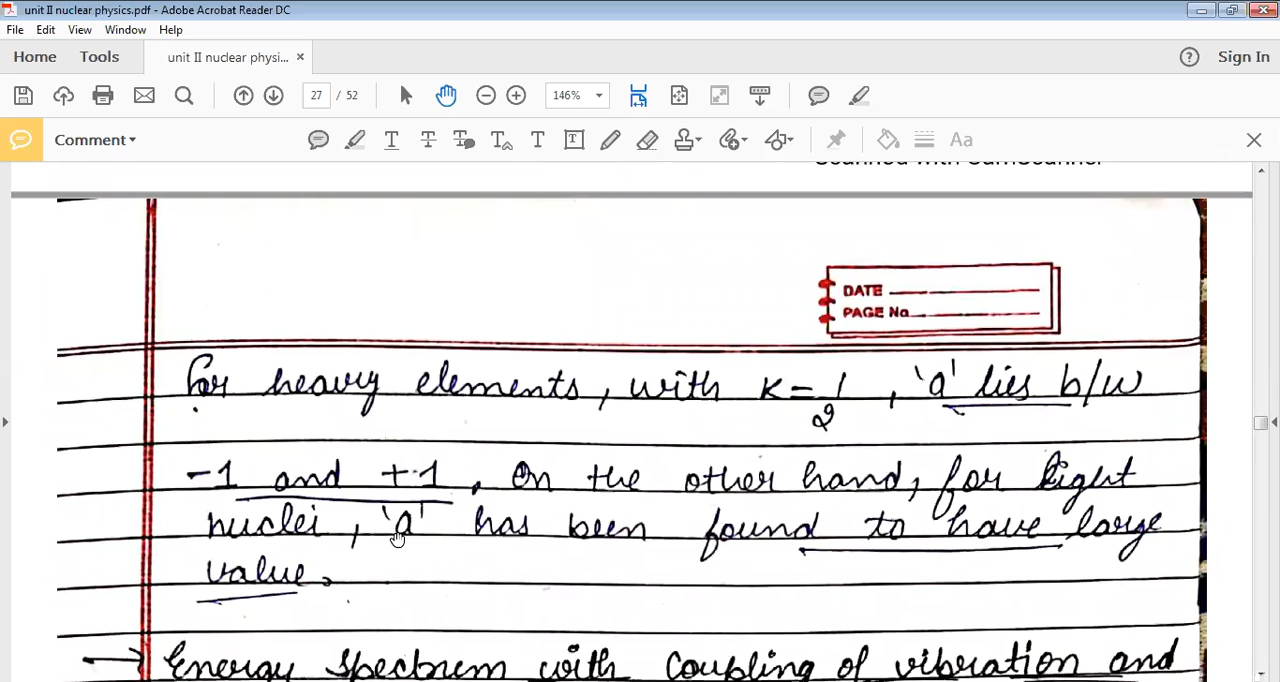 unit II nuclear physics.pdf - Adobe Acrobat Reader DC
File Edit View Window Help
Home Tools unit II nuclear physi... ×
? Sign In
27 / 52 146%
Comment
Scanned with CamScanner
DATE
PAGE No
For heavy elements, with K = 1/2, 'a' lies b/w
-1 and +1, On the other hand, for light
nuclei, 'a' has been found to have large
value.
→ Energy spectrum with coupling of vibration and